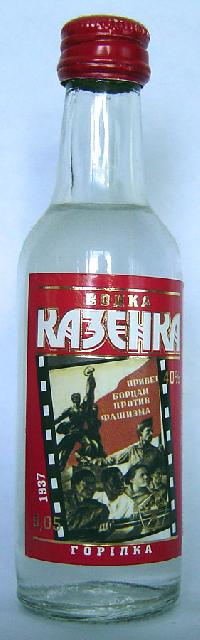 ВОДКА
КАЗЕНКА
40%
ПРИВЕТ
БОРЦАМ
ПРОТИВ
ФАШИЗМА
1937
0,05
ГОРІЛКА